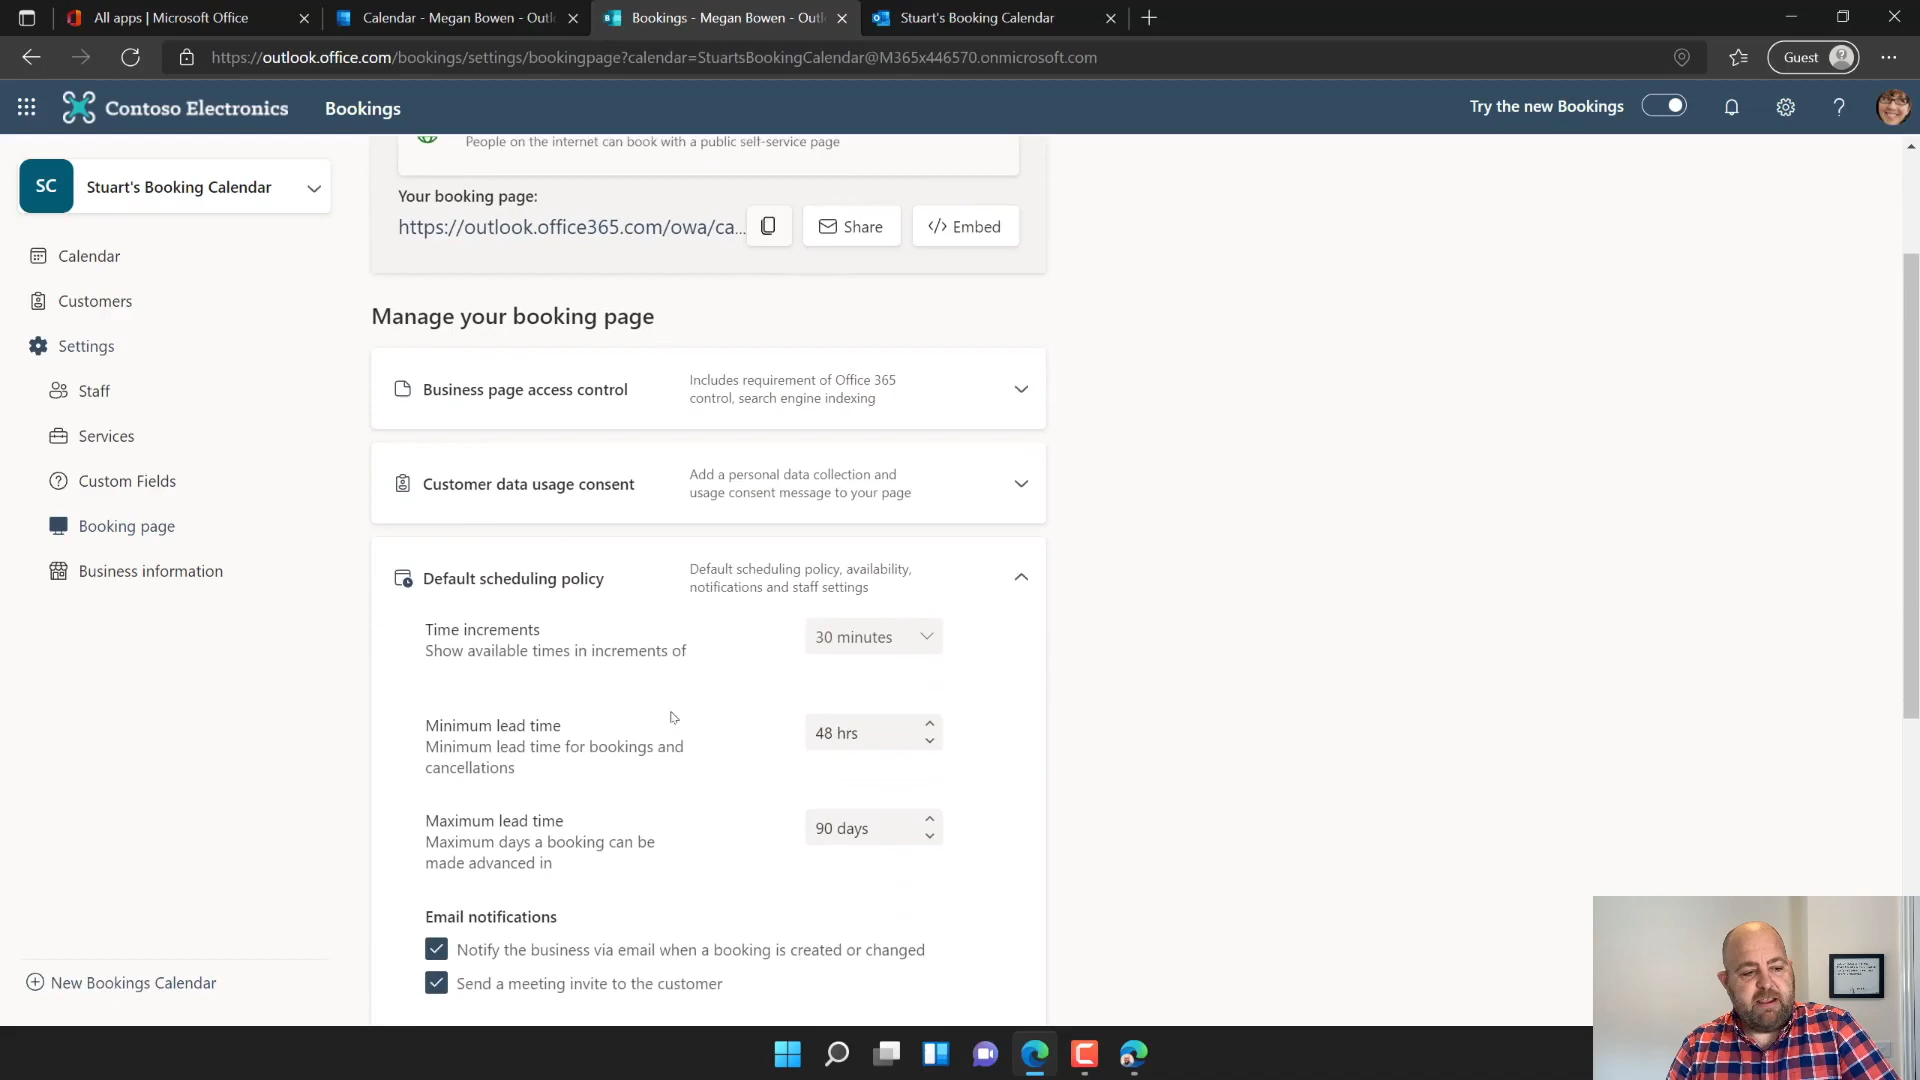 All apps | Microsoft Office
Calendar - Megan Bowen - Outl
Bookings - Megan Bowen - Outl
Stuart's Booking Calendar
https://outlook.office.com/bookings/settings/bookingpage?calendar=StuartsBookingCalendar@M365x446570.onmicrosoft.com
Guest
Contoso Electronics
Bookings
Try the new Bookings
SC
Stuart's Booking Calendar
Calendar
Customers
Settings
Staff
Services
Custom Fields
Booking page
Business information
New Bookings Calendar
People on the internet can book with a public self-service page
Your booking page:
https://outlook.office365.com/owa/ca...
Share
</> Embed
Manage your booking page
Business page access control
Includes requirement of Office 365
control, search engine indexing
Customer data usage consent
Add a personal data collection and
usage consent message to your page
Default scheduling policy
Default scheduling policy, availability,
notifications and staff settings
Time increments
Show available times in increments of
30 minutes
Minimum lead time
Minimum lead time for bookings and
cancellations
48 hrs
Maximum lead time
Maximum days a booking can be
made advanced in
90 days
Email notifications
Notify the business via email when a booking is created or changed
Send a meeting invite to the customer